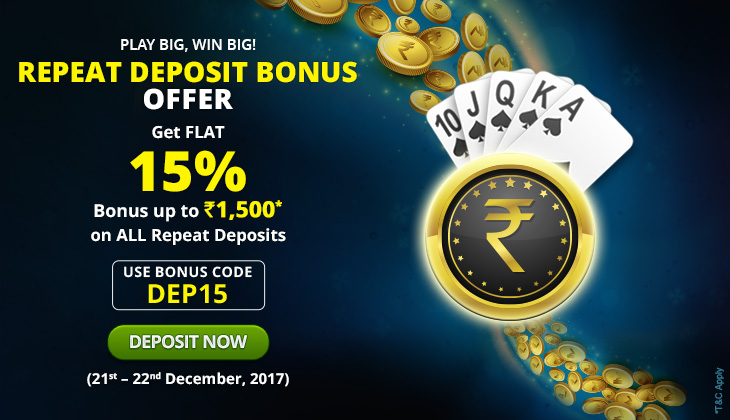 PLAY BIG, WIN BIG!
REPEAT DEPOSIT BONUS
OFFER
Get FLAT
15%
Bonus up to ₹1,500*
on ALL Repeat Deposits
USE BONUS CODE
DEP15
DEPOSIT NOW
(21st – 22nd December, 2017)
10 J Q K A
₹
*T&C Apply